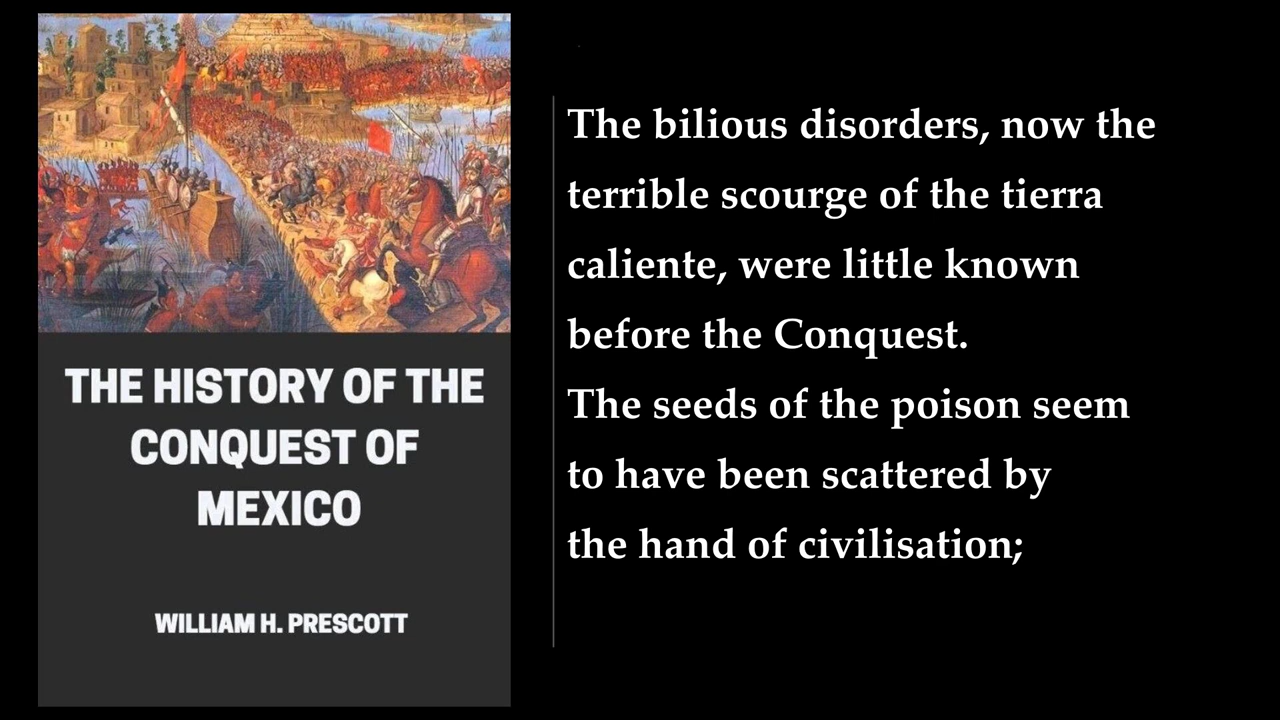 THE HISTORY OF THE
CONQUEST OF
MEXICO
WILLIAM H. PRESCOTT
The bilious disorders, now the
terrible scourge of the tierra
caliente, were little known
before the Conquest.
The seeds of the poison seem
to have been scattered by
the hand of civilisation;